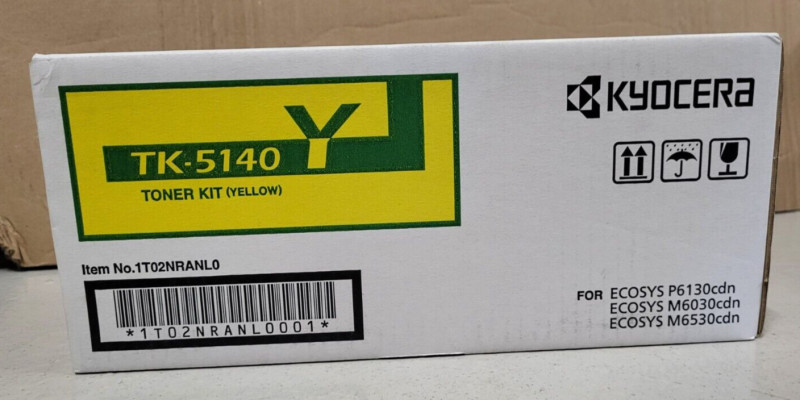 KYOCERA
TK-5140 Y
TONER KIT (YELLOW)
Item No.1T02NRANL0
*1T02NRANL0001*
FOR ECOSYS P6130cdn
ECOSYS M6030cdn
ECOSYS M6530cdn